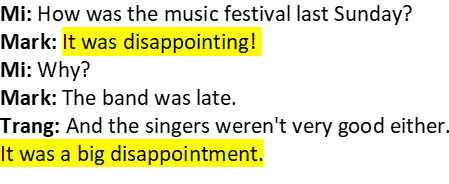 Mi: How was the music festival last Sunday?
Mark: It was disappointing!
Mi: Why?
Mark: The band was late.
Trang: And the singers weren't very good either.
It was a big disappointment.